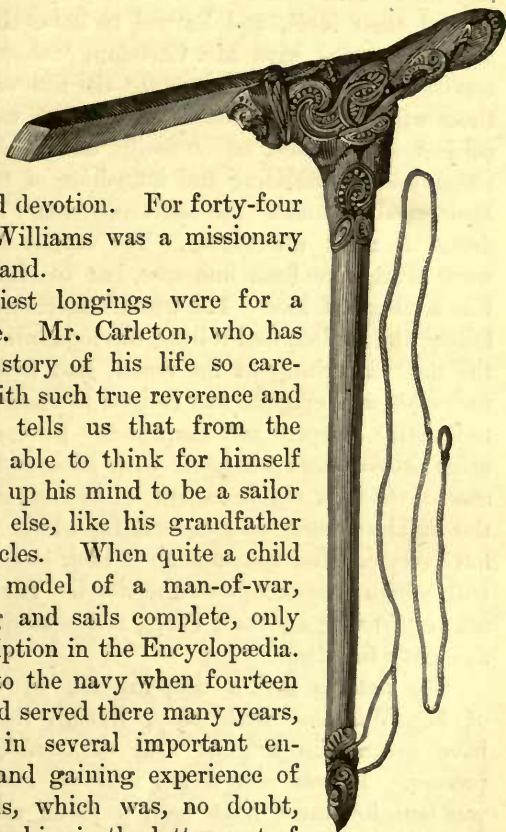 d devotion. For forty-four
Williams was a missionary
and.
iest longings were for a
e. Mr. Carleton, who has
story of his life so care-
ith such true reverence and
tells us that from the
able to think for himself
up his mind to be a sailor
else, like his grandfather
cles. When quite a child
model of a man-of-war,
and sails complete, only
iption in the Encyclopædia.
to the navy when fourteen
d served there many years,
in several important en-
and gaining experience of
s, which was, no doubt,